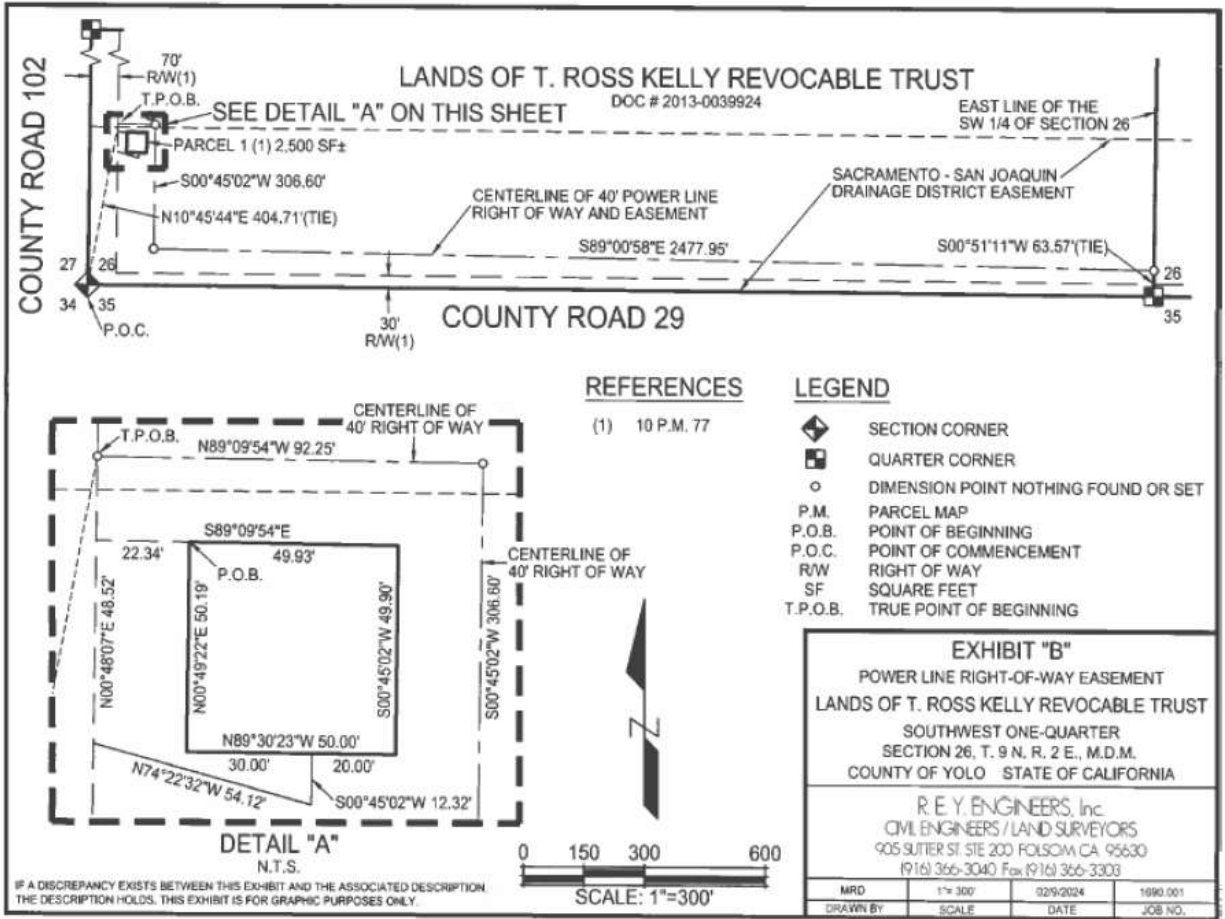 COUNTY ROAD 102
70'
R/W(1)
T.P.O.B.
LANDS OF T. ROSS KELLY REVOCABLE TRUST
DOC # 2013-0039924
SEE DETAIL "A" ON THIS SHEET
EAST LINE OF THE
SW 1/4 OF SECTION 26
PARCEL 1 (1) 2,500 SF±
S00°45'02"W 306.60'
N10°45'44"E 404.71'(TIE)
CENTERLINE OF 40' POWER LINE
RIGHT OF WAY AND EASEMENT
SACRAMENTO - SAN JOAQUIN
DRAINAGE DISTRICT EASEMENT
S89°00'58"E 2477.95'
S00°51'11"W 63.57'(TIE)
27 26
34 35
26
35
P.O.C.
30'
R/W(1)
COUNTY ROAD 29
REFERENCES
(1) 10 P.M. 77
LEGEND
SECTION CORNER
QUARTER CORNER
DIMENSION POINT NOTHING FOUND OR SET
P.M. PARCEL MAP
P.O.B. POINT OF BEGINNING
P.O.C. POINT OF COMMENCEMENT
R/W RIGHT OF WAY
SF SQUARE FEET
T.P.O.B. TRUE POINT OF BEGINNING
CENTERLINE OF
40' RIGHT OF WAY
T.P.O.B.
N89°09'54"W 92.25'
S89°09'54"E
22.34'
49.93'
P.O.B.
CENTERLINE OF
40' RIGHT OF WAY
N00°48'07"E 48.52'
N00°49'22"E 50.19'
S00°45'02"W 49.90'
S00°45'02"W 306.60'
N89°30'23"W 50.00'
30.00' 20.00'
N74°22'32"W 54.12'
S00°45'02"W 12.32'
DETAIL "A"
N.T.S.
IF A DISCREPANCY EXISTS BETWEEN THIS EXHIBIT AND THE ASSOCIATED DESCRIPTION,
THE DESCRIPTION HOLDS. THIS EXHIBIT IS FOR GRAPHIC PURPOSES ONLY.
N
0 150 300 600
SCALE: 1"=300'
EXHIBIT "B"
POWER LINE RIGHT-OF-WAY EASEMENT
LANDS OF T. ROSS KELLY REVOCABLE TRUST
SOUTHWEST ONE-QUARTER
SECTION 26, T. 9 N. R. 2 E., M.D.M.
COUNTY OF YOLO STATE OF CALIFORNIA
R.E.Y. ENGINEERS, Inc.
CIVIL ENGINEERS / LAND SURVEYORS
905 SUTTER ST. STE 200 FOLSOM CA 95630
(916) 366-3040 Fax (916) 366-3303
MRD 1"= 300' 02/9/2024 1690.001
DRAWN BY SCALE DATE JOB NO.